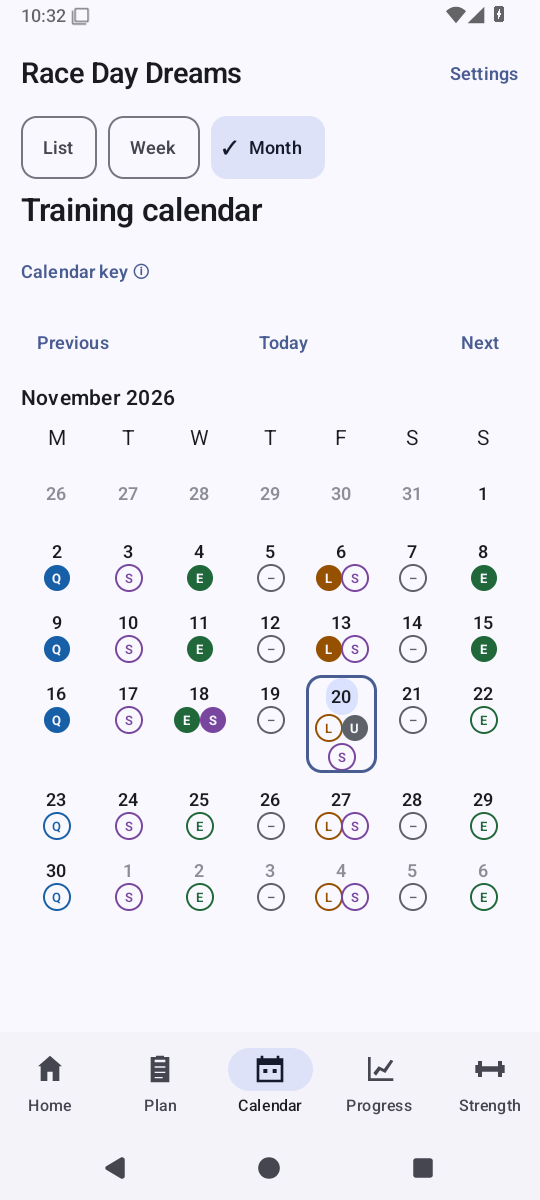 10:32
Race Day Dreams Settings
List Week ✓ Month
Training calendar
Calendar key ⓘ
Previous Today Next
November 2026
M T W T F S S
26 27 28 29 30 31 1
2 3 4 5 6 7 8
Q S E – L S – E
9 10 11 12 13 14 15
Q S E – L S – E
16 17 18 19 20 21 22
Q S E S – L U – E
S
23 24 25 26 27 28 29
Q S E – L S – E
30 1 2 3 4 5 6
Q S E – L S – E
Home Plan Calendar Progress Strength